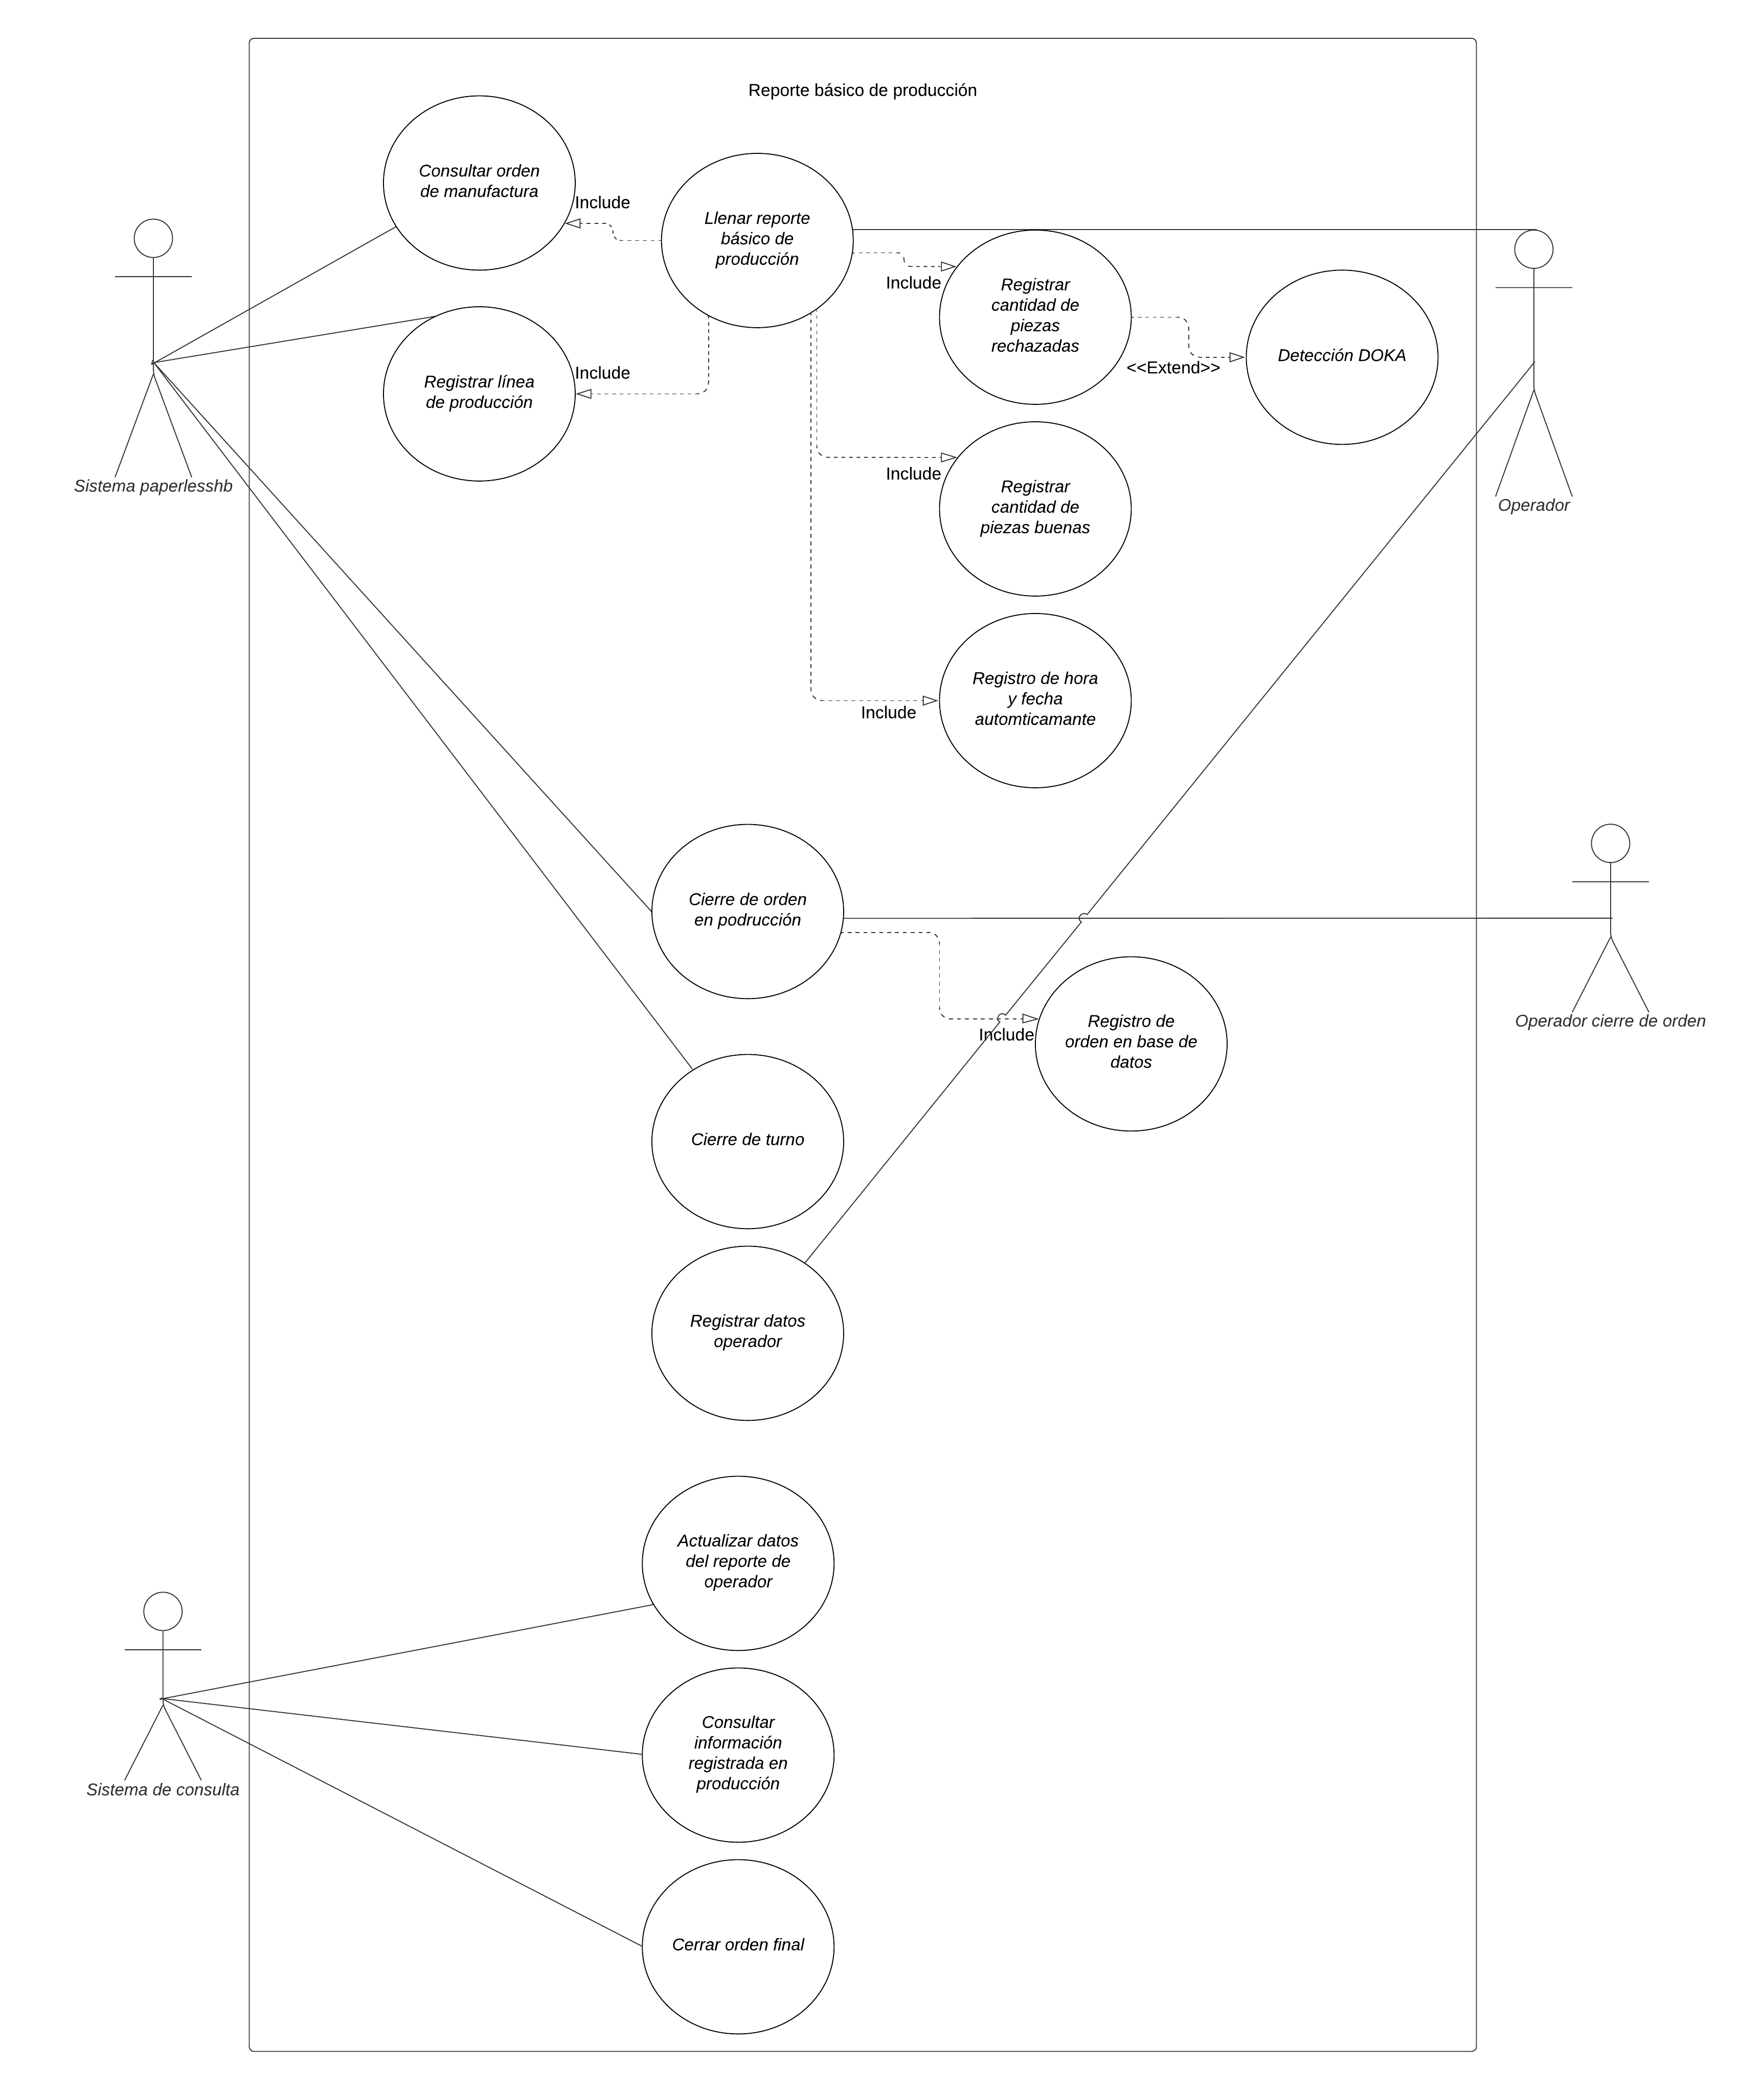 Reporte básico de producción
Consultar orden
de manufactura
Include
Llenar reporte
básico de
producción
Include
Registrar
cantidad de
piezas
rechazadas
<<Extend>>
Detección DOKA
Include
Registrar línea
de producción
Sistema paperlesshb
Operador
Include
Registrar
cantidad de
piezas buenas
Include
Registro de hora
y fecha
automticamante
Cierre de orden
en podrucción
Include
Registro de
orden en base de
datos
Operador cierre de orden
Cierre de turno
Registrar datos
operador
Actualizar datos
del reporte de
operador
Sistema de consulta
Consultar
información
registrada en
producción
Cerrar orden final